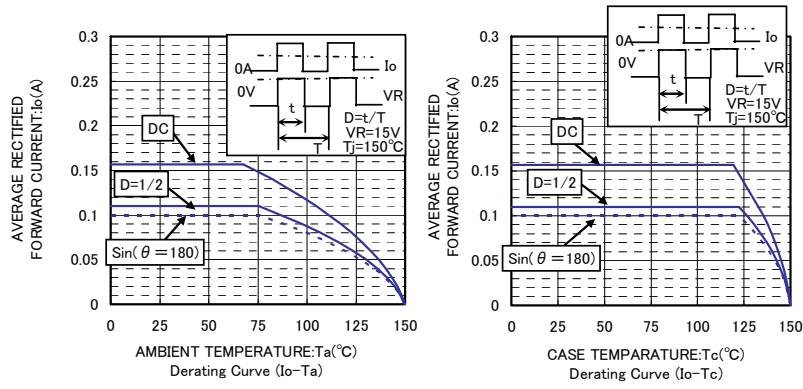 AVERAGE RECTIFIED
FORWARD CURRENT:Io(A)
0.3
0.25
0.2
0.15
0.1
0.05
0
0A
Io
0V
VR
t
T
D=t/T
VR=15V
Tj=150°C
DC
D=1/2
Sin(θ=180)
0 25 50 75 100 125 150
AMBIENT TEMPERATURE:Ta(°C)
Derating Curve (Io-Ta)
AVERAGE RECTIFIED
FORWARD CURRENT:Io(A)
0.3
0.25
0.2
0.15
0.1
0.05
0
0A
Io
0V
VR
t
T
D=t/T
VR=15V
Tj=150°C
DC
D=1/2
Sin(θ=180)
0 25 50 75 100 125 150
CASE TEMPARATURE:Tc(°C)
Derating Curve (Io-Tc)